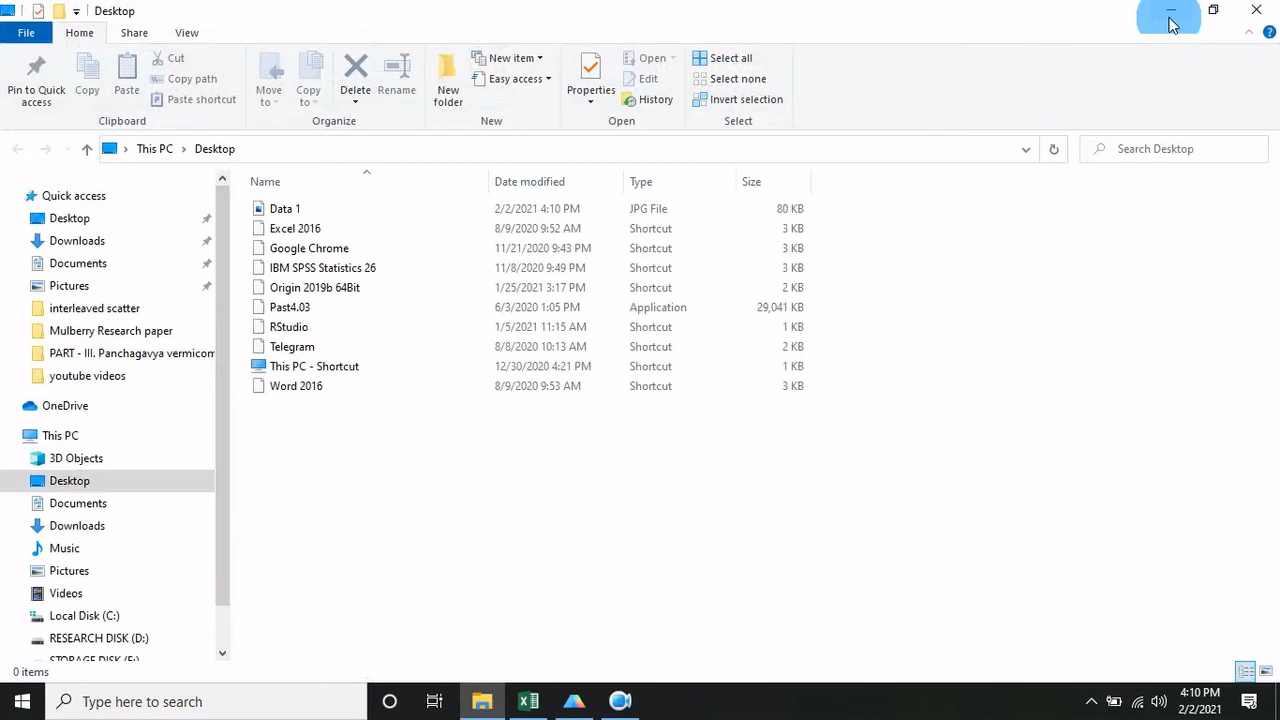 Desktop
File Home Share View
Pin to Quick access
Copy
Paste
Cut
Copy path
Paste shortcut
Clipboard
Move to
Copy to
Delete
Rename
Organize
New folder
New item
Easy access
New
Properties
Open
Edit
History
Open
Select all
Select none
Invert selection
Select
This PC Desktop
Search Desktop
Name Date modified Type Size
Data 1 2/2/2021 4:10 PM JPG File 80 KB
Excel 2016 8/9/2020 9:52 AM Shortcut 3 KB
Google Chrome 11/21/2020 9:43 PM Shortcut 3 KB
IBM SPSS Statistics 26 11/8/2020 9:49 PM Shortcut 3 KB
Origin 2019b 64Bit 1/25/2021 3:17 PM Shortcut 2 KB
Past4.03 6/3/2020 1:05 PM Application 29,041 KB
RStudio 1/5/2021 11:15 AM Shortcut 1 KB
Telegram 8/8/2020 10:13 AM Shortcut 2 KB
This PC - Shortcut 12/30/2020 4:21 PM Shortcut 1 KB
Word 2016 8/9/2020 9:53 AM Shortcut 3 KB
Quick access
Desktop
Downloads
Documents
Pictures
interleaved scatter
Mulberry Research paper
PART - III. Panchagavya vermicom
youtube videos
OneDrive
This PC
3D Objects
Desktop
Documents
Downloads
Music
Pictures
Videos
Local Disk (C:)
RESEARCH DISK (D:)
STORAGE DISK (E:)
0 items
Type here to search
4:10 PM
2/2/2021